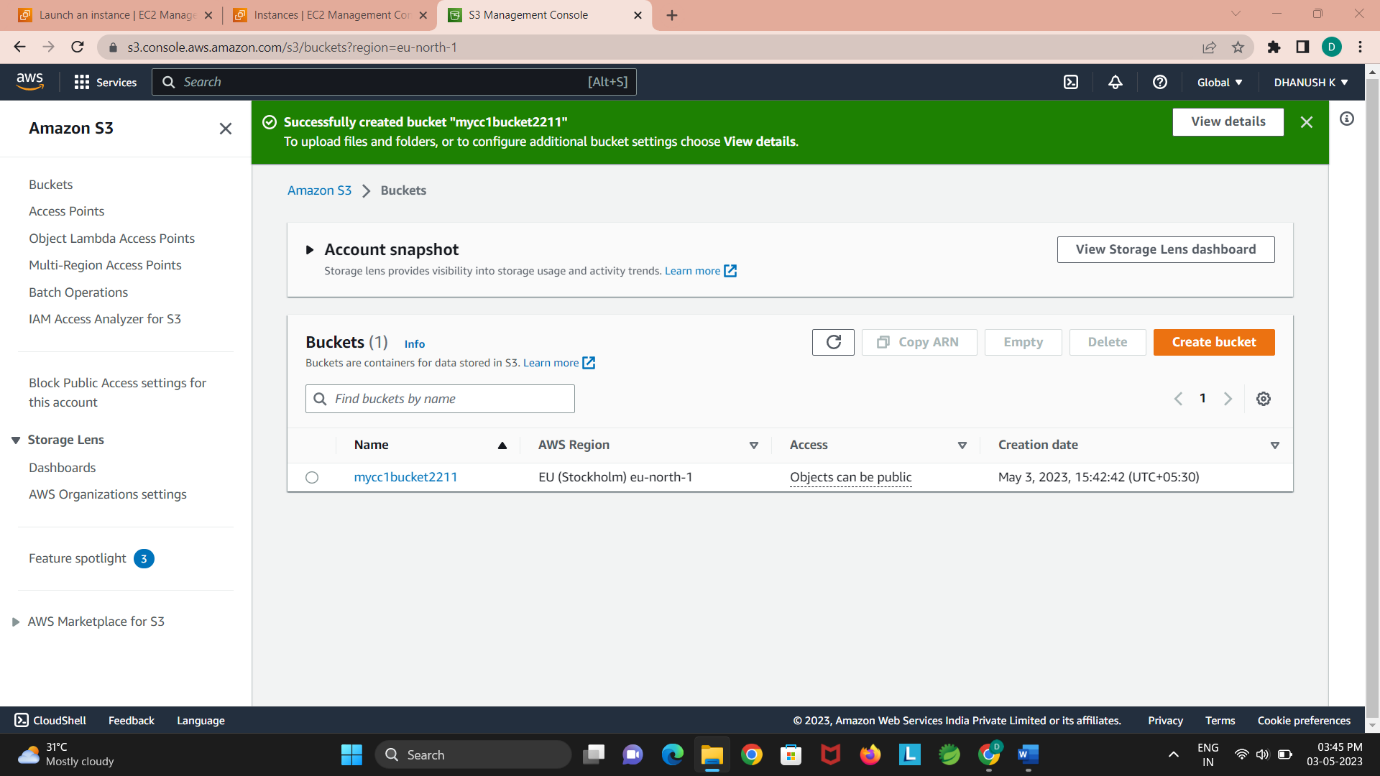 Launch an instance | EC2 Manage
Instances | EC2 Management Con
S3 Management Console
s3.console.aws.amazon.com/s3/buckets?region=eu-north-1
D
aws
Services
Search
[Alt+S]
Global
DHANUSH K
Amazon S3
Successfully created bucket "mycc1bucket2211"
To upload files and folders, or to configure additional bucket settings choose View details.
View details
Buckets
Access Points
Object Lambda Access Points
Multi-Region Access Points
Batch Operations
IAM Access Analyzer for S3
Block Public Access settings for
this account
Storage Lens
Dashboards
AWS Organizations settings
Feature spotlight 3
AWS Marketplace for S3
Amazon S3 > Buckets
Account snapshot
Storage lens provides visibility into storage usage and activity trends. Learn more
View Storage Lens dashboard
Buckets (1) Info
Buckets are containers for data stored in S3. Learn more
Copy ARN
Empty
Delete
Create bucket
Find buckets by name
1
Name
AWS Region
Access
Creation date
mycc1bucket2211
EU (Stockholm) eu-north-1
Objects can be public
May 3, 2023, 15:42:42 (UTC+05:30)
CloudShell
Feedback
Language
© 2023, Amazon Web Services India Private Limited or its affiliates.
Privacy
Terms
Cookie preferences
31°C
Mostly cloudy
Search
L
D
W
ENG
IN
03:45 PM
03-05-2023